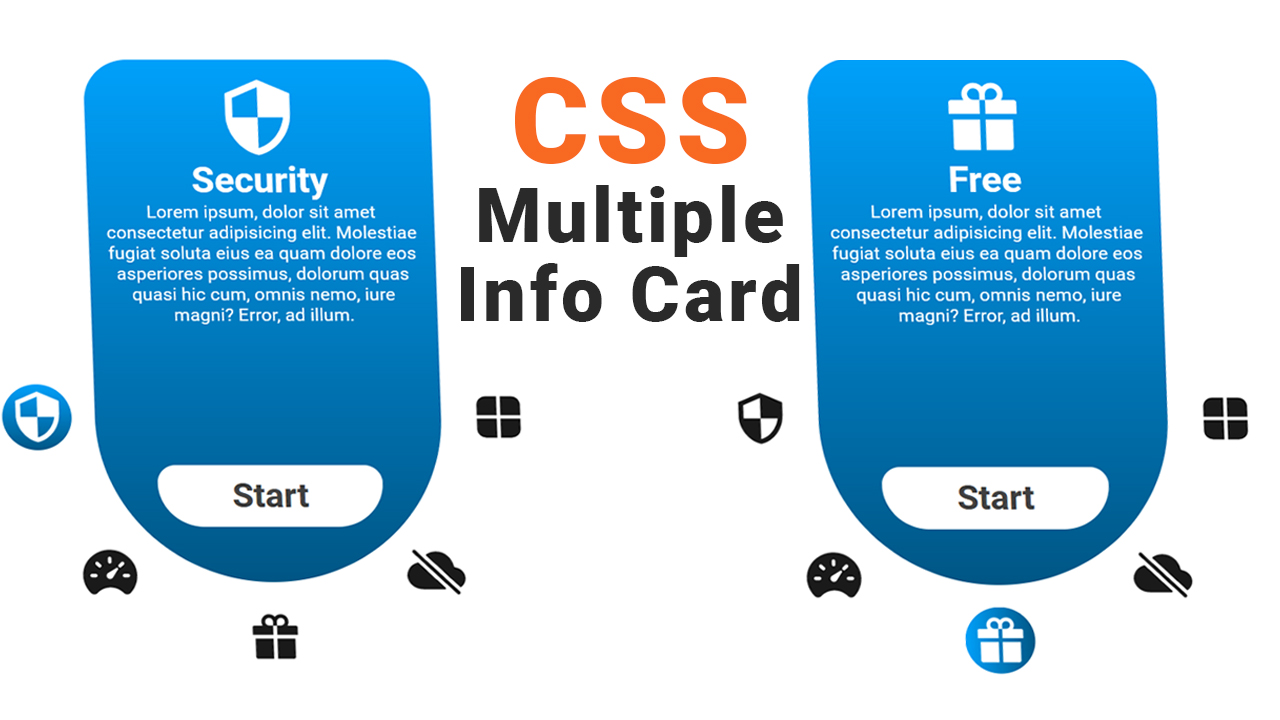 Security
Lorem ipsum, dolor sit amet
consectetur adipisicing elit. Molestiae
fugiat soluta eius ea quam dolore eos
asperiores possimus, dolorum quas
quasi hic cum, omnis nemo, iure
magni? Error, ad illum.
Start
CSS
Multiple
Info Card
Free
Lorem ipsum, dolor sit amet
consectetur adipisicing elit. Molestiae
fugiat soluta eius ea quam dolore eos
asperiores possimus, dolorum quas
quasi hic cum, omnis nemo, iure
magni? Error, ad illum.
Start